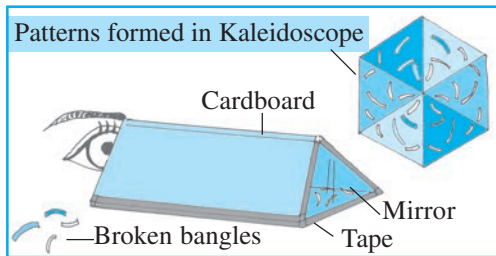 Patterns formed in Kaleidoscope
Cardboard
Mirror
Tape
Broken bangles